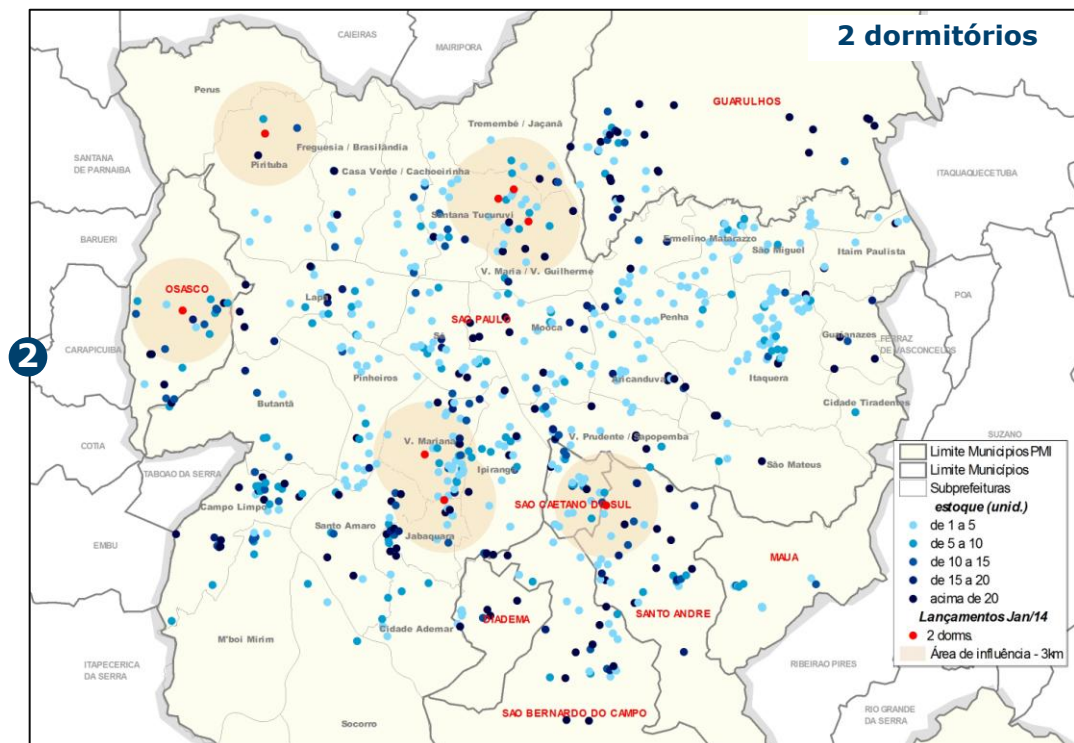 2 dormitórios
CAIEIRAS
MAIRIPORA
Perus
GUARULHOS
Tremembé / Jaçanã
Freguesia / Brasilândia
SANTANA
DE PARNAIBA
Pirituba
Casa Verde / Cachoeirinha
ITAQUAQUECETUBA
Santana Tucuruvi
BARUERI
Ermelino Matarazzo
São Miguel
Itaim Paulista
V. Maria / V. Guilherme
OSASCO
Lapa
POA
SAO PAULO
Penha
Moóca
Sé
Guaianazes
FERRAZ
DE VASCONCELOS
2
CARAPICUIBA
Pinheiros
Aricanduva
Itaquera
Butantã
Cidade Tiradentes
COTIA
V. Mariana
V. Prudente / Sapopemba
SUZANO
TABOAO DA SERRA
Ipiranga
São Mateus
Campo Limpo
Santo Amaro
SAO CAETANO DO SUL
Jabaquara
EMBU
MAUA
DIADEMA
SANTO ANDRE
Cidade Ademar
M'boi Mirim
ITAPECERICA
DA SERRA
RIBEIRAO PIRES
SAO BERNARDO DO CAMPO
Socorro
RIO GRANDE
DA SERRA
Limite Municípios PMI
Limite Municípios
Subprefeituras
estoque (unid.)
de 1 a 5
de 5 a 10
de 10 a 15
de 15 a 20
acima de 20
Lançamentos Jan/14
2 dorms.
Área de influência - 3km